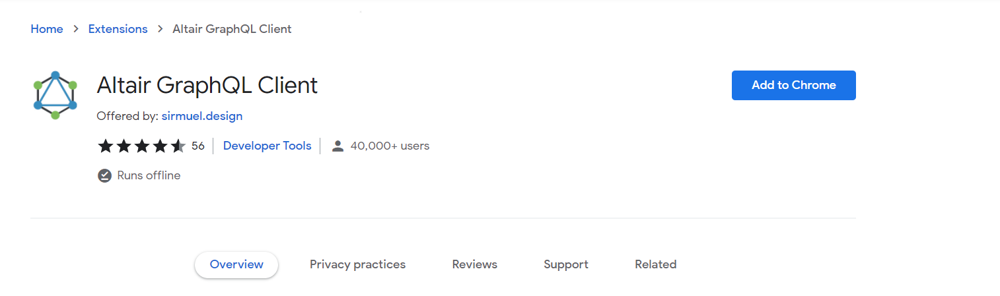 Home > Extensions > Altair GraphQL Client
Altair GraphQL Client
Add to Chrome
Offered by: sirmuel.design
56 Developer Tools 40,000+ users
Runs offline
Overview Privacy practices Reviews Support Related